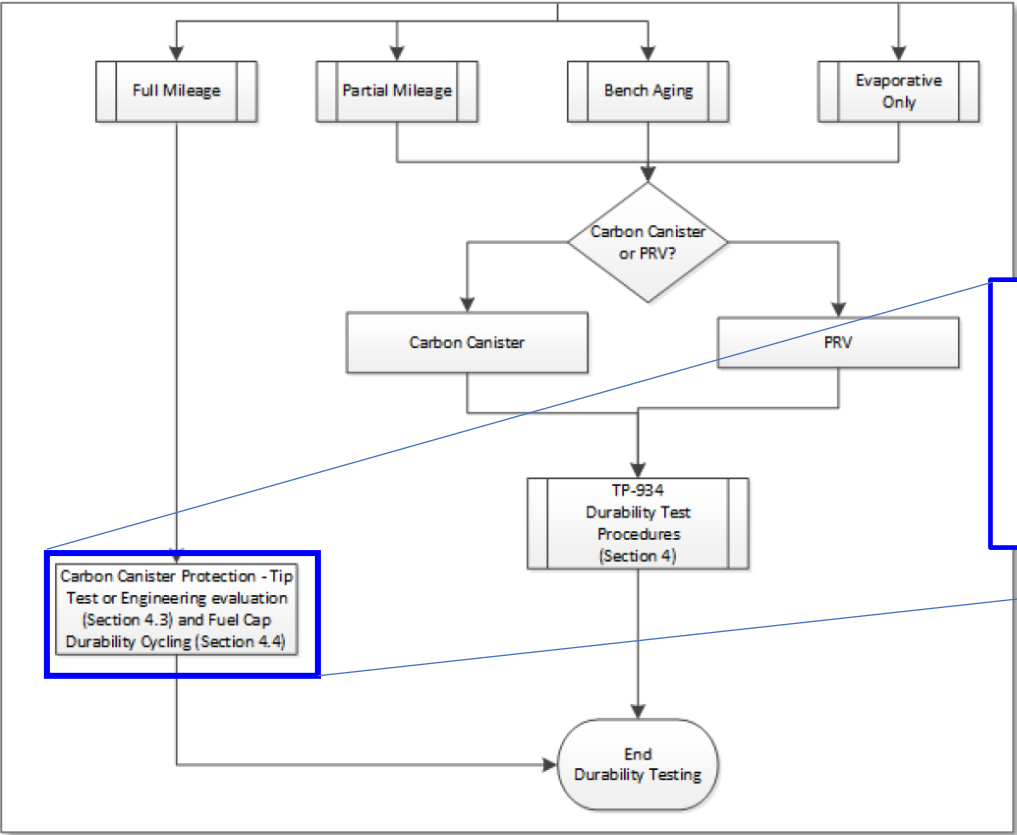 Full Mileage
Partial Mileage
Bench Aging
Evaporative
Only
Carbon Canister
or PRV?
Carbon Canister
PRV
TP-934
Durability Test
Procedures
(Section 4)
Carbon Canister Protection - Tip
Test or Engineering evaluation
(Section 4.3) and Fuel Cap
Durability Cycling (Section 4.4)
End
Durability Testing